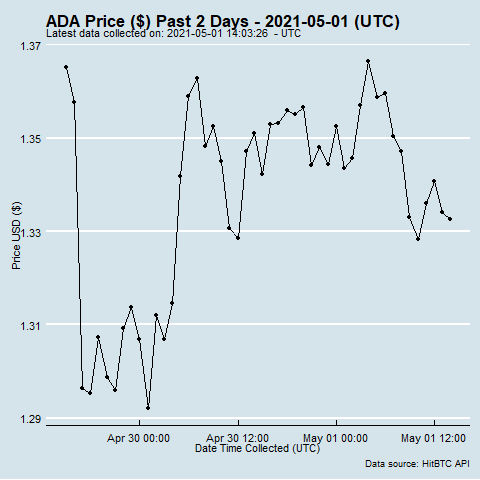 ADA Price ($) Past 2 Days - 2021-05-01 (UTC)
Latest data collected on: 2021-05-01 14:03:26  - UTC
1.37
1.35
1.33
1.31
1.29
Price USD ($)
Apr 30 00:00 Apr 30 12:00 May 01 00:00 May 01 12:00
Date Time Collected (UTC)
Data source: HitBTC API